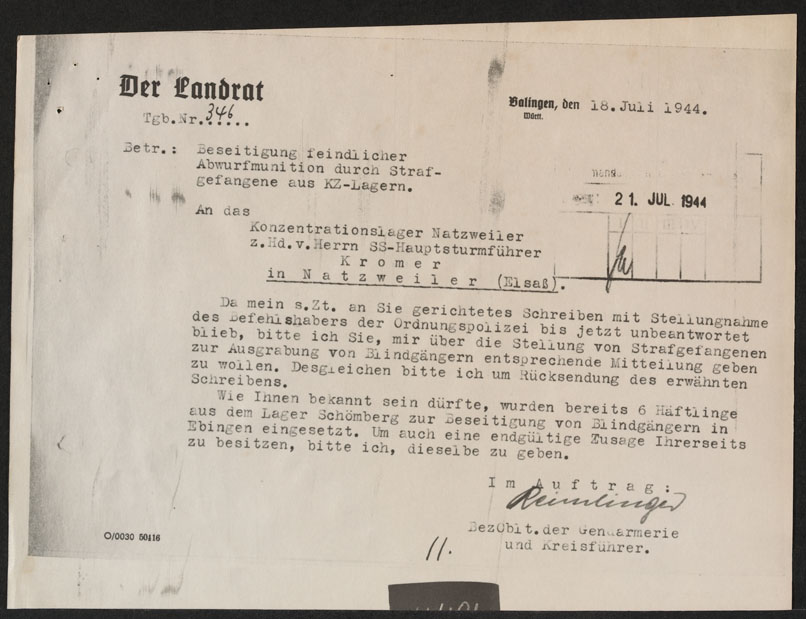 Der Landrat
Tgb.Nr. 346
Balingen, den 18.Juli 1944.
Württ.
Betr.: Beseitigung feindlicher
Abwurfmunition durch Straf-
gefangene aus KZ-Lagern.
21. JUL. 1944
An das
Konzentrationslager Natzweiler
z.Hd.v.Herrn SS-Hauptsturmführer
K r o m e r
in N a t z w e i l e r (Elsaß).
Da mein s.Zt. an Sie gerichtetes Schreiben mit Stellungnahme
des Befehlshabers der Ordnungspolizei bis jetzt unbeantwortet
blieb, bitte ich Sie, mir über die Stellung von Strafgefangenen
zur Ausgrabung von Blindgängern entsprechende Mitteilung geben
zu wollen. Desgleichen bitte ich um Rücksendung des erwähnten
Schreibens.
Wie Ihnen bekannt sein dürfte, wurden bereits 6 Häftlinge
aus dem Lager Schömberg zur Beseitigung von Blindgängern in
Ebingen eingesetzt. Um auch eine endgültige Zusage Ihrerseits
zu besitzen, bitte ich, dieselbe zu geben.
I m A u f t r a g :
Reimlinger
BezOblt.der Gendarmerie
und Kreisführer.
O/0030 50416
11.